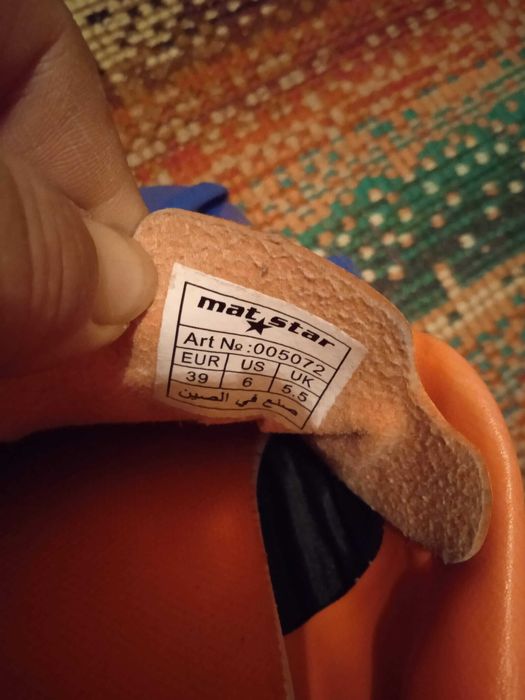 mat star
Art №:005072
EUR US UK
39 6 5.5
صنع في الصين